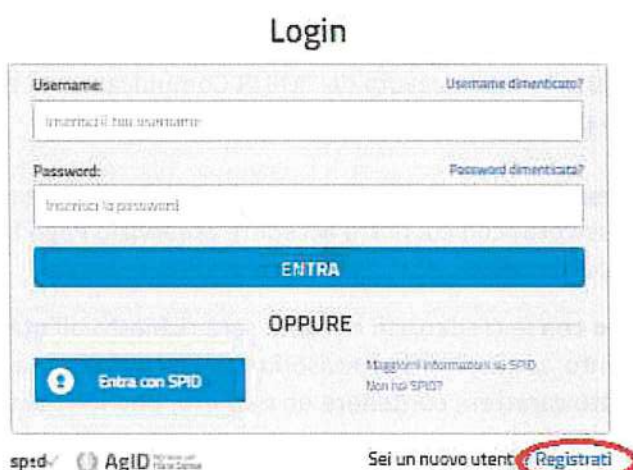 Login
Username: Username dimenticato?
Inserisci il tuo username
Password: Password dimenticata?
Inserisci la password
ENTRA
OPPURE
Entra con SPID
Maggiori informazioni su SPID
Non hai SPID?
spid AgID
Sei un nuovo utente? Registrati